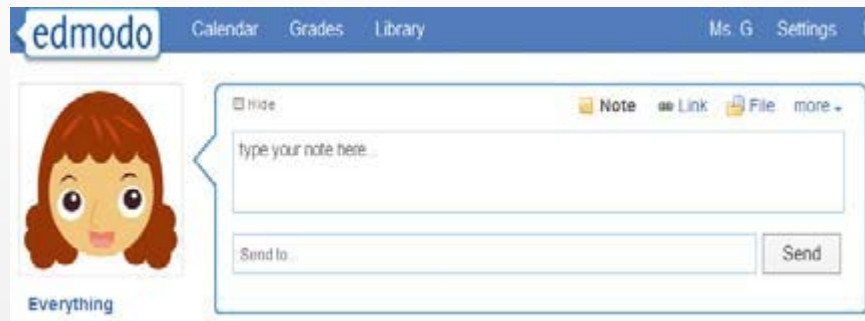 edmodo Calendar Grades Library Ms. G Settings
Hide Note Link File more
type your note here...
Send to... Send
Everything